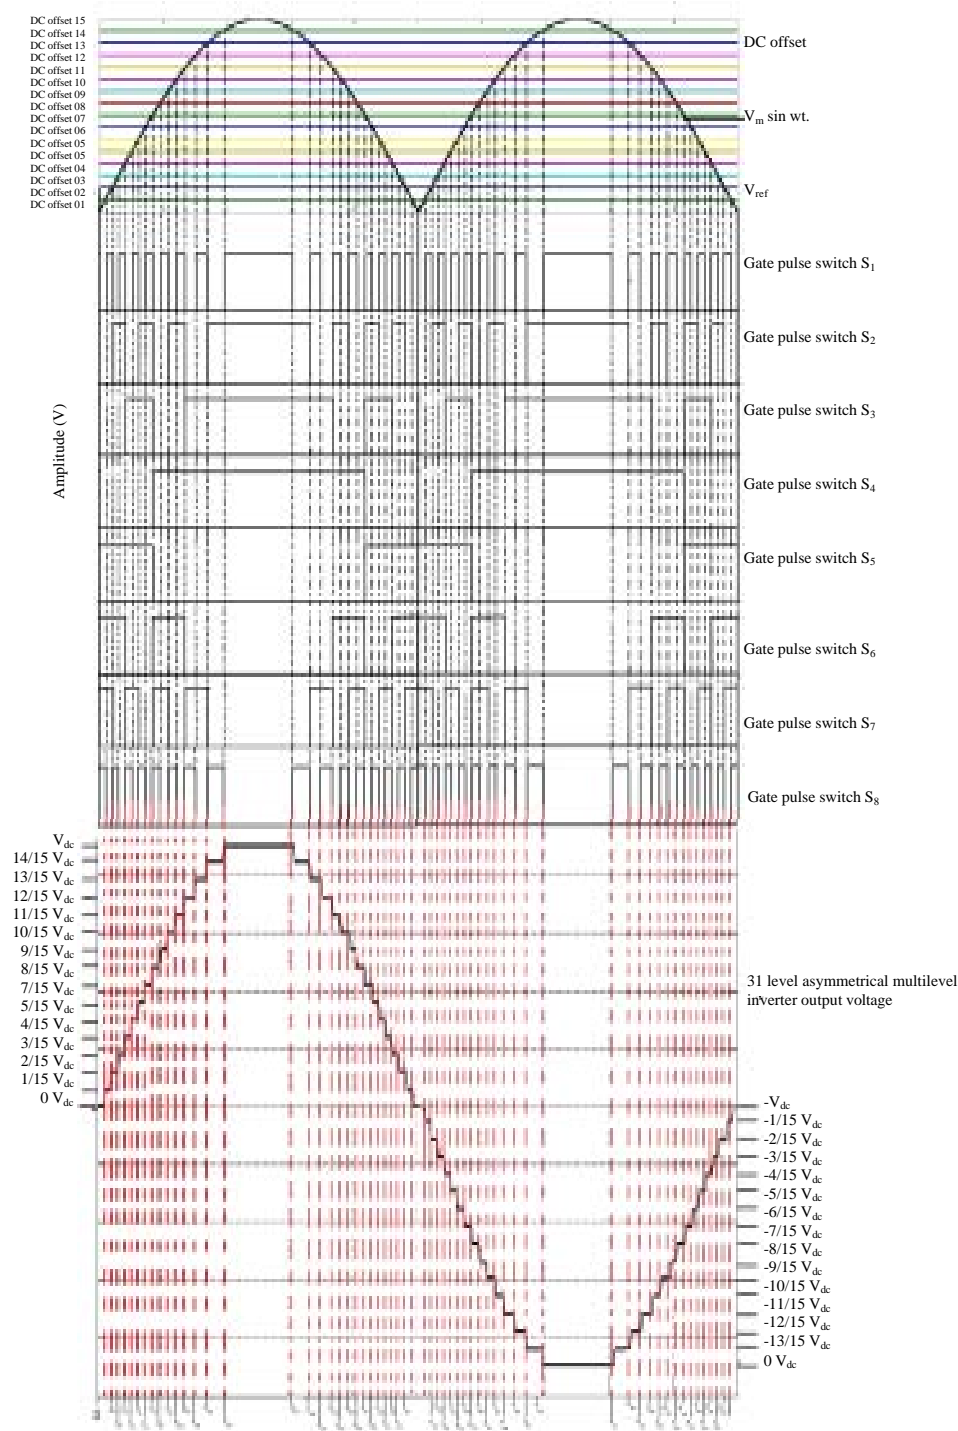 DC offset 15
DC offset 14
DC offset 13
DC offset 12
DC offset 11
DC offset 10
DC offset 09
DC offset 08
DC offset 07
DC offset 06
DC offset 05
DC offset 05
DC offset 04
DC offset 03
DC offset 02
DC offset 01
DC offset
Vm sin wt.
Vref
Amplitude (V)
Gate pulse switch S1
Gate pulse switch S2
Gate pulse switch S3
Gate pulse switch S4
Gate pulse switch S5
Gate pulse switch S6
Gate pulse switch S7
Gate pulse switch S8
Vdc
14/15 Vdc
13/15 Vdc
12/15 Vdc
11/15 Vdc
10/15 Vdc
9/15 Vdc
8/15 Vdc
7/15 Vdc
5/15 Vdc
4/15 Vdc
3/15 Vdc
2/15 Vdc
1/15 Vdc
0 Vdc
31 level asymmetrical multilevel
inverter output voltage
-Vdc
-1/15 Vdc
-2/15 Vdc
-3/15 Vdc
-4/15 Vdc
-5/15 Vdc
-6/15 Vdc
-7/15 Vdc
-8/15 Vdc
-9/15 Vdc
-10/15 Vdc
-11/15 Vdc
-12/15 Vdc
-13/15 Vdc
0 Vdc